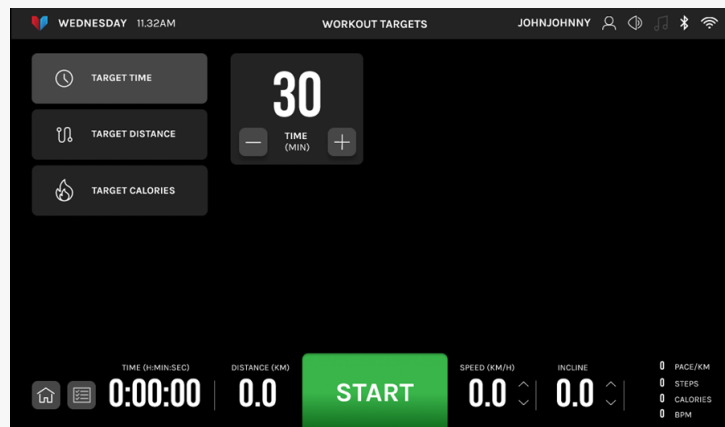 WEDNESDAY 11.32AM
WORKOUT TARGETS
JOHNJOHNNY
TARGET TIME
TARGET DISTANCE
TARGET CALORIES
30
TIME
(MIN)
TIME (H:MIN:SEC)
0:00:00
DISTANCE (KM)
0.0
START
SPEED (KM/H)
0.0
INCLINE
0.0
0 PACE/KM
0 STEPS
0 CALORIES
0 BPM